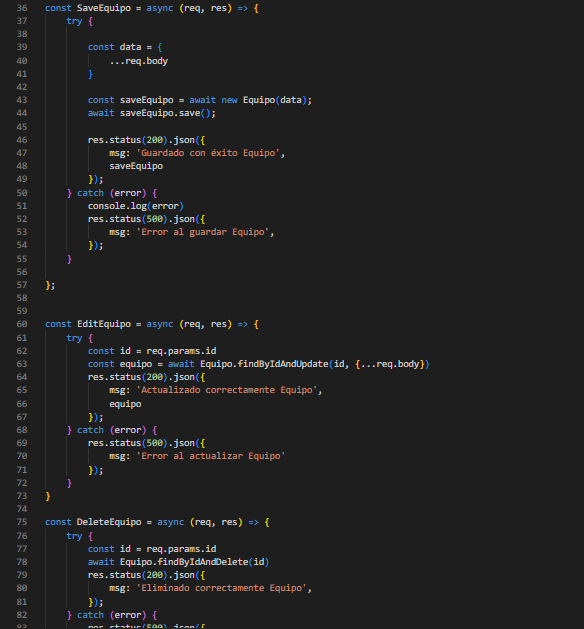 36 const SaveEquipo = async (req, res) => {
37 try {
38
39 const data = {
40 ...req.body
41 }
42
43 const saveEquipo = await new Equipo(data);
44 await saveEquipo.save();
45
46 res.status(200).json({
47 msg: 'Guardado con éxito Equipo',
48 saveEquipo
49 });
50 } catch (error) {
51 console.log(error)
52 res.status(500).json({
53 msg: 'Error al guardar Equipo',
54 });
55 }
56
57 };
58
59
60 const EditEquipo = async (req, res) => {
61 try {
62 const id = req.params.id
63 const equipo = await Equipo.findByIdAndUpdate(id, {...req.body})
64 res.status(200).json({
65 msg: 'Actualizado correctamente Equipo',
66 equipo
67 });
68 } catch (error) {
69 res.status(500).json({
70 msg: 'Error al actualizar Equipo'
71 });
72 }
73 }
74
75 const DeleteEquipo = async (req, res) => {
76 try {
77 const id = req.params.id
78 await Equipo.findByIdAndDelete(id)
79 res.status(200).json({
80 msg: 'Eliminado correctamente Equipo',
81 });
82 } catch (error) {
83 res.status(500).json({